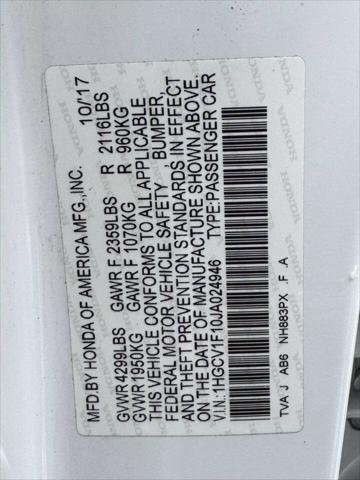 MFD.BY HONDA OF AMERICA MFG.,INC. 10/'17
GVWR 4299LBS GAWR F 2359LBS R 2116LBS
GVWR 1950KG GAWR F 1070KG R 960KG
THIS VEHICLE CONFORMS TO ALL APPLICABLE
FEDERAL MOTOR VEHICLE SAFETY , BUMPER,
AND THEFT PREVENTION STANDARDS IN EFFECT
ON THE DATE OF MANUFACTURE SHOWN ABOVE.
V.I.N.:1HGCV1F10JA024946 TYPE:PASSENGER CAR
TVA J AB6 NH883PX .F .A